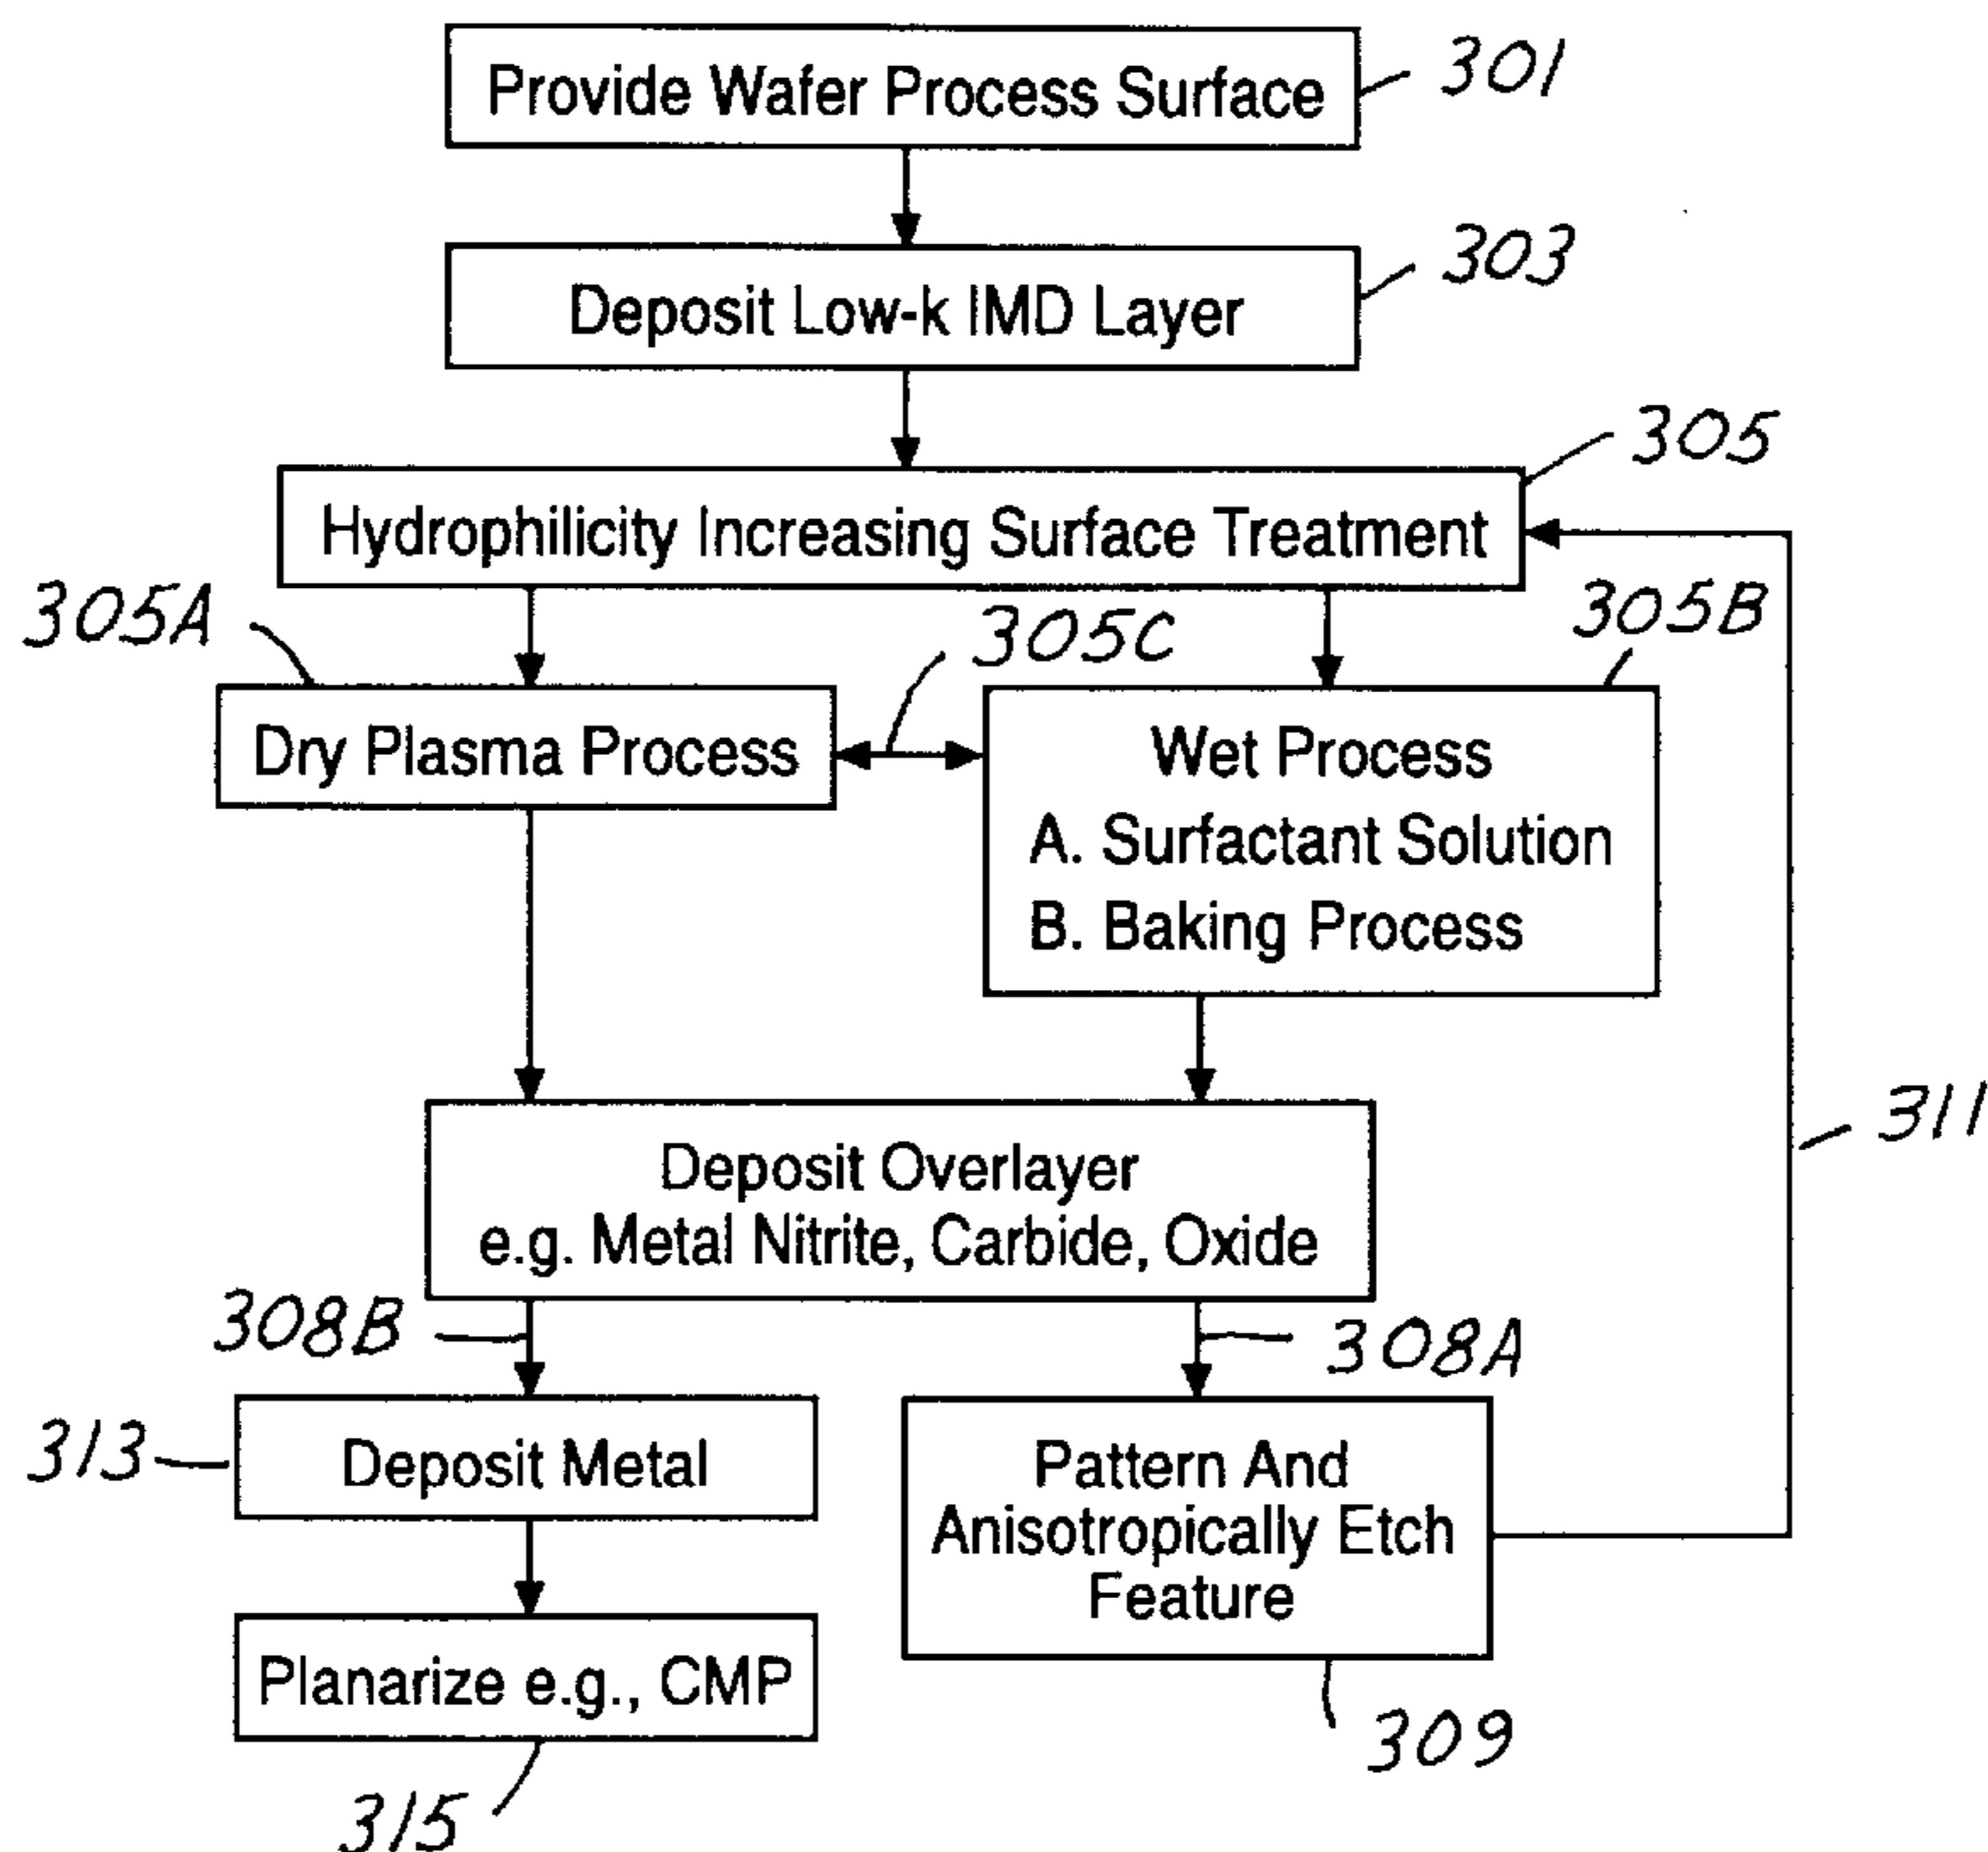 Provide Wafer Process Surface
301
Deposit Low-k IMD Layer
303
305
Hydrophilicity Increasing Surface Treatment
305A
305C
305B
Dry Plasma Process
Wet Process
A. Surfactant Solution
B. Baking Process
311
Deposit Overlayer
e.g. Metal Nitrite, Carbide, Oxide
308B
308A
313
Deposit Metal
Pattern And
Anisotropically Etch
Feature
Planarize e.g., CMP
309
315